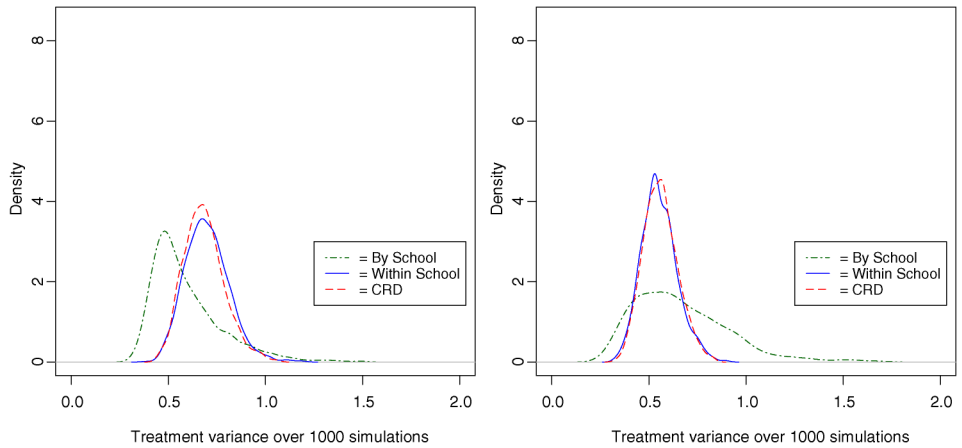 8
6
4
2
0
Density
= By School
= Within School
= CRD
0.0 0.5 1.0 1.5 2.0
Treatment variance over 1000 simulations
8
6
4
2
0
Density
= By School
= Within School
= CRD
0.0 0.5 1.0 1.5 2.0
Treatment variance over 1000 simulations